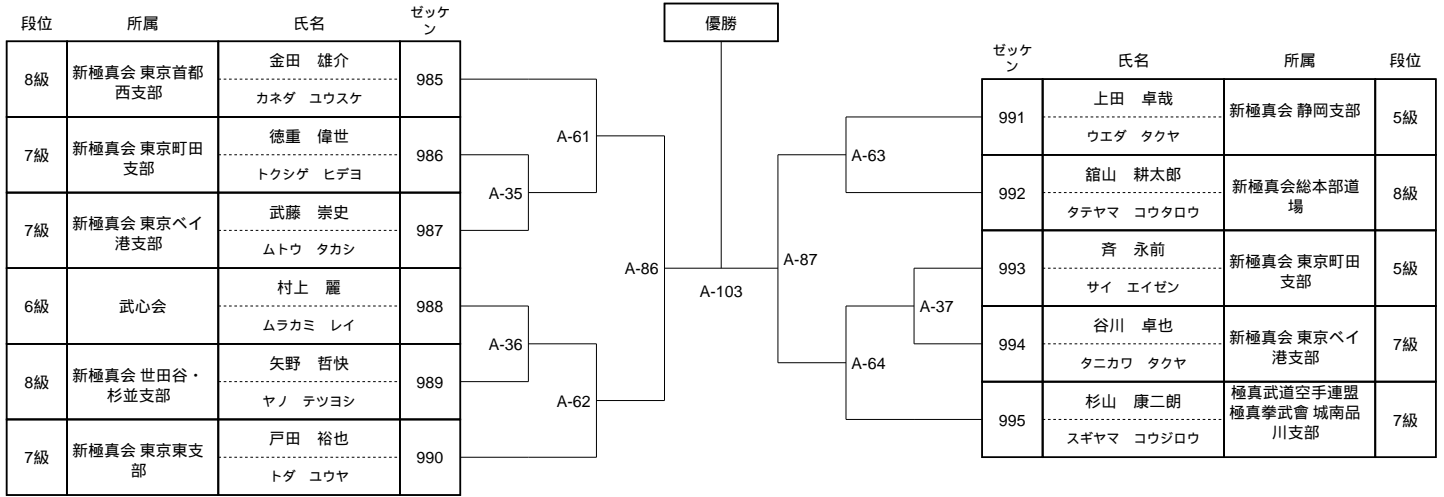 優勝
段位 所属 氏名 ゼッケ
ン
8級 新極真会 東京首都
西支部 金田 雄介
カネダ ユウスケ 985
7級 新極真会 東京町田
支部 徳重 偉世
トクシゲ ヒデヨ 986
7級 新極真会 東京ベイ
港支部 武藤 崇史
ムトウ タカシ 987
6級 武心会 村上 麗
ムラカミ レイ 988
8級 新極真会 世田谷・
杉並支部 矢野 哲快
ヤノ テツヨシ 989
7級 新極真会 東京東支
部 戸田 裕也
トダ ユウヤ 990
A-61
A-35
A-86
A-36
A-62
A-103
A-63
A-87
A-37
A-64
ゼッケ
ン 氏名 所属 段位
991 上田 卓哉
ウエダ タクヤ 新極真会 静岡支部 5級
992 舘山 耕太郎
タテヤマ コウタロウ 新極真会総本部道
場 8級
993 斉 永前
サイ エイゼン 新極真会 東京町田
支部 5級
994 谷川 卓也
タニカワ タクヤ 新極真会 東京ベイ
港支部 7級
995 杉山 康二朗
スギヤマ コウジロウ 極真武道空手連盟
極真拳武會 城南品
川支部 7級